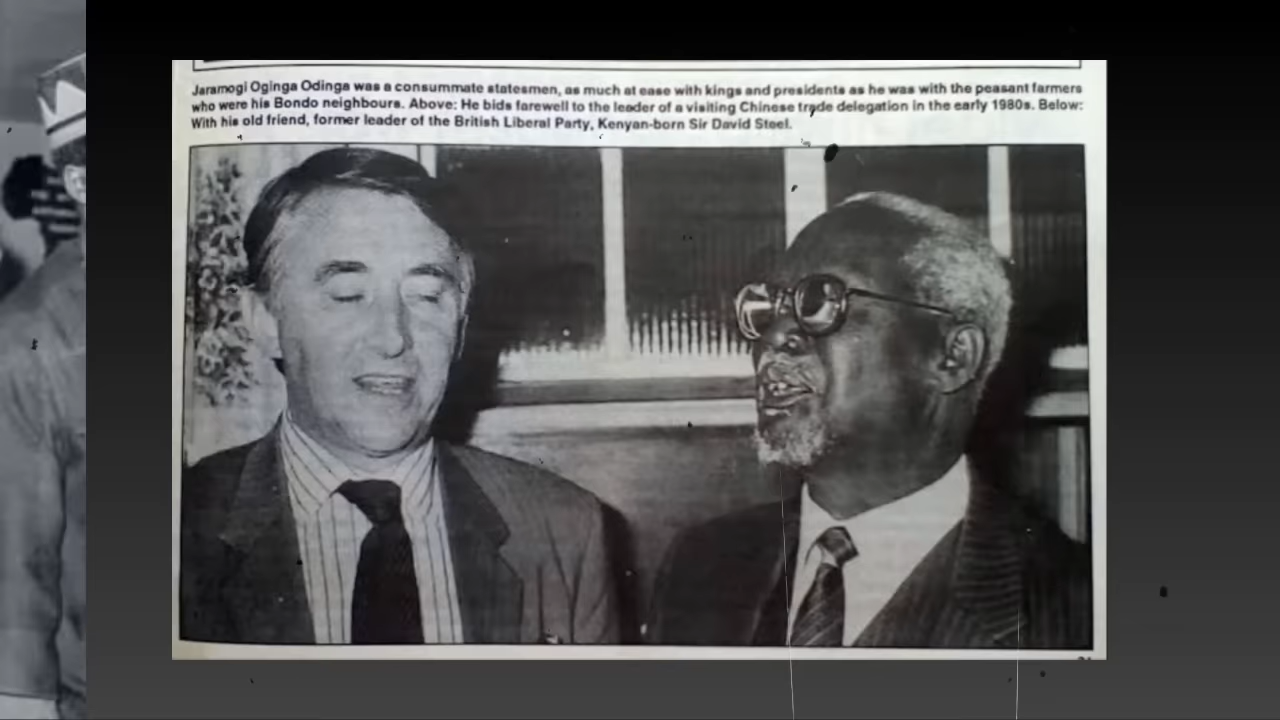 Jaramogi Oginga Odinga was a consummate statesmen, as much at ease with kings and presidents as he was with the peasant farmers
who were his Bondo neighbours. Above: He bids farewell to the leader of a visiting Chinese trade delegation in the early 1980s. Below:
With his old friend, former leader of the British Liberal Party, Kenyan-born Sir David Steel.